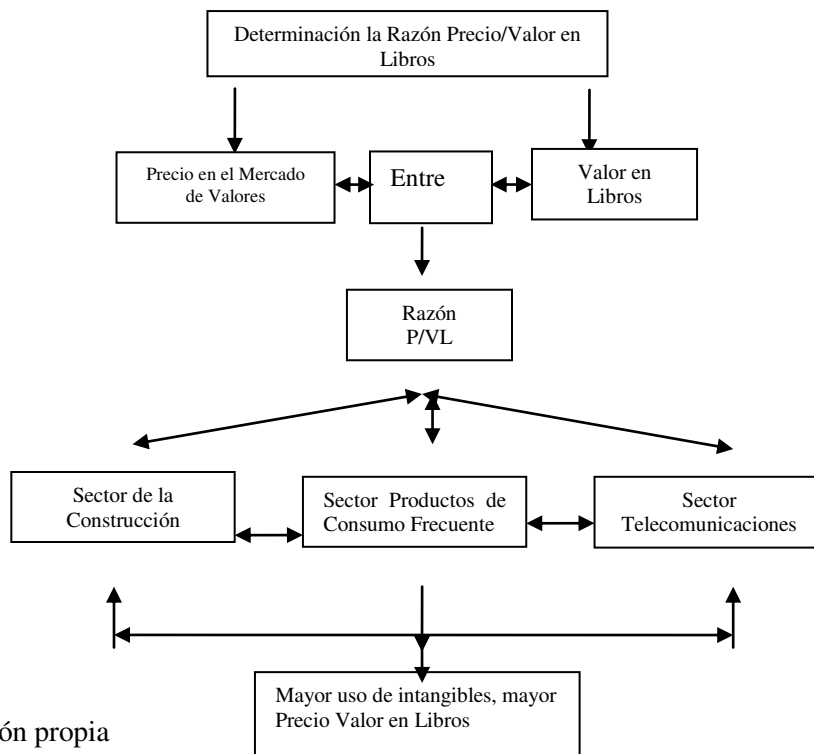 Determinación la Razón Precio/Valor en
Libros
Precio en el Mercado
de Valores
Entre
Valor en
Libros
Razón
P/VL
Sector de la
Construcción
Sector Productos de
Consumo Frecuente
Sector
Telecomunicaciones
Mayor uso de intangibles, mayor
Precio Valor en Libros
ón propia